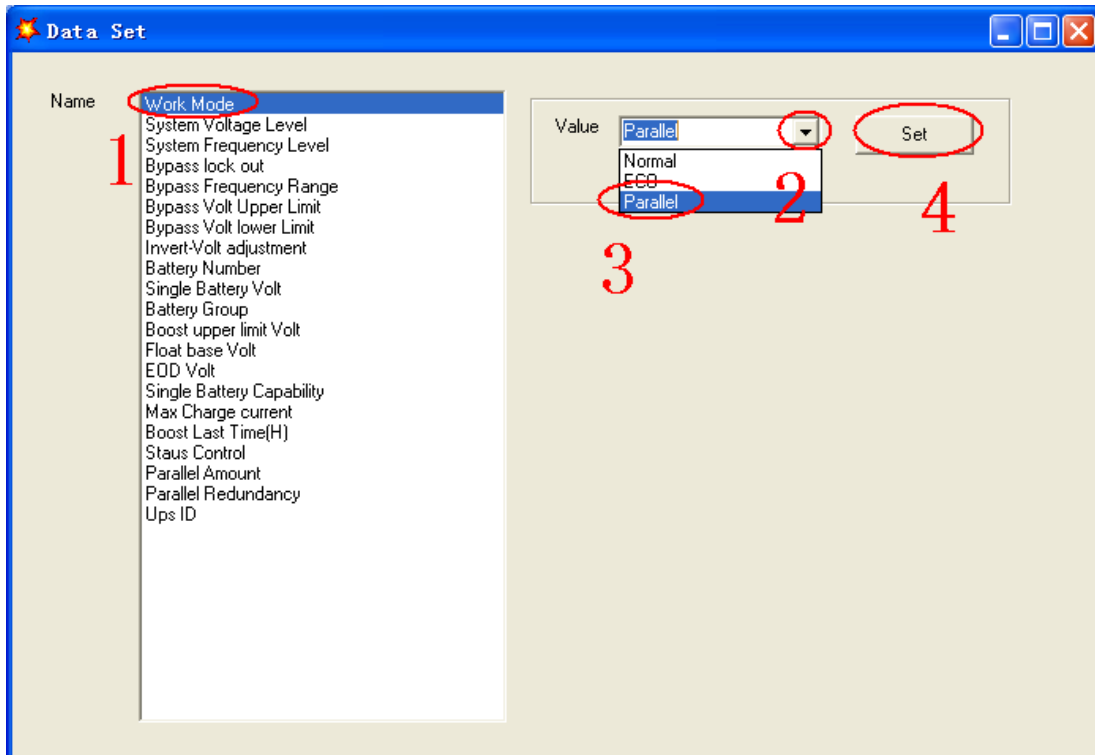 Data Set
Name
Work Mode
System Voltage Level
System Frequency Level
Bypass lock out
Bypass Frequency Range
Bypass Volt Upper Limit
Bypass Volt lower Limit
Invert-Volt adjustment
Battery Number
Single Battery Volt
Battery Group
Boost upper limit Volt
Float base Volt
EOD Volt
Single Battery Capability
Max Charge current
Boost Last Time(H)
Staus Control
Parallel Amount
Parallel Redundancy
Ups ID
1
Value
Parallel
Normal
ECO
Parallel
Set
2
3
4